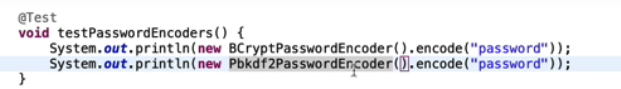 @Test
void testPasswordEncoders() {
System.out.println(new BCryptPasswordEncoder().encode("password"));
System.out.println(new Pbkdf2PasswordEncoder().encode("password"));
}